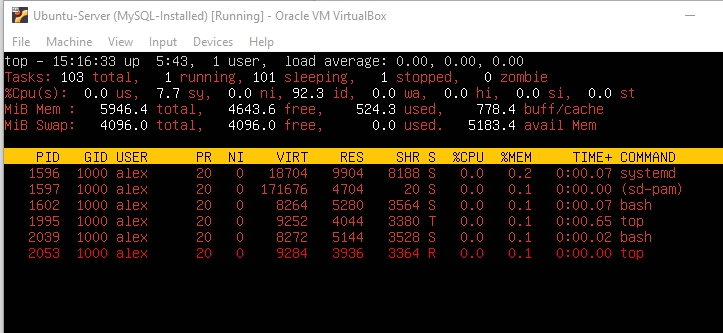 Ubuntu-Server (MySQL-Installed) [Running] - Oracle VM VirtualBox
File Machine View Input Devices Help
top - 15:16:33 up  5:43,  1 user,  load average: 0.00, 0.00, 0.00
Tasks: 103 total,   1 running, 101 sleeping,   1 stopped,   0 zombie
%Cpu(s):  0.0 us,  7.7 sy,  0.0 ni, 92.3 id,  0.0 wa,  0.0 hi,  0.0 si,  0.0 st
MiB Mem :   5946.4 total,   4643.6 free,    524.3 used,    778.4 buff/cache
MiB Swap:   4096.0 total,   4096.0 free,      0.0 used.   5183.4 avail Mem
PID GID USER PR NI VIRT RES SHR S %CPU %MEM TIME+ COMMAND
1596 1000 alex 20 0 18704 9904 8188 S 0.0 0.2 0:00.07 systemd
1597 1000 alex 20 0 171676 4704 20 S 0.0 0.1 0:00.00 (sd-pam)
1602 1000 alex 20 0 8264 5280 3564 S 0.0 0.1 0:00.07 bash
1995 1000 alex 20 0 9252 4044 3380 T 0.0 0.1 0:00.65 top
2039 1000 alex 20 0 8272 5144 3528 S 0.0 0.1 0:00.02 bash
2053 1000 alex 20 0 9284 3936 3364 R 0.0 0.1 0:00.00 top